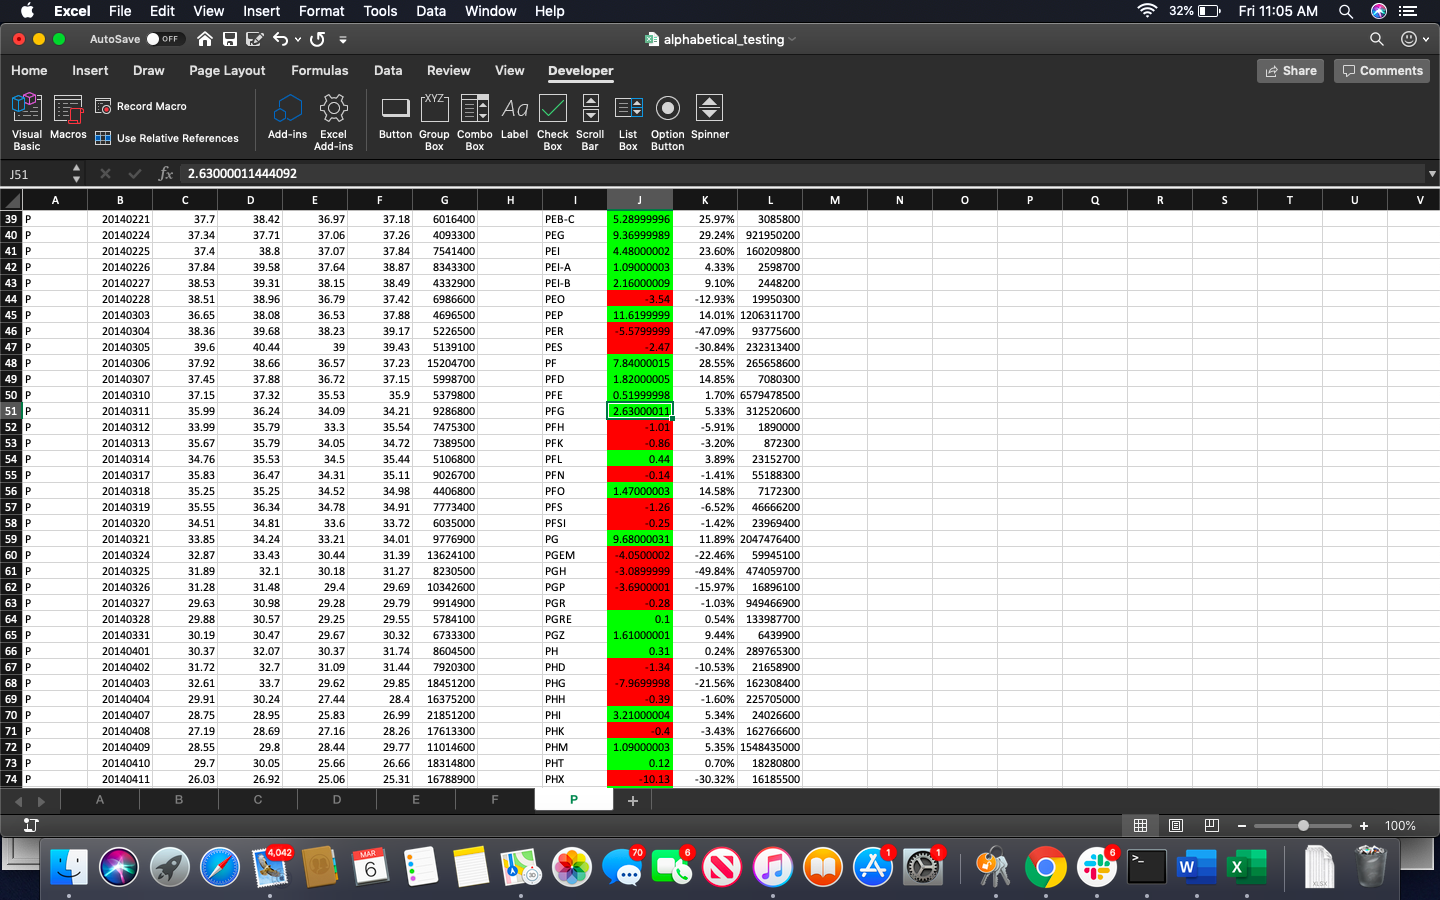 Excel File Edit View Insert Format Tools Data Window Help 32% Fri 11:05 AM
AutoSave OFF alphabetical_testing
Home Insert Draw Page Layout Formulas Data Review View Developer Share Comments
Visual Basic Macros Record Macro Use Relative References Add-ins Excel Add-ins Button XYZ Group Box Combo Box Aa Label Check Box Scroll Bar List Box Option Button Spinner
J51 fx 2.63000011444092
A B C D E F G H I J K L M N O P Q R S T U V
39 P 20140221 37.7 38.42 36.97 37.18 6016400 PEB-C 5.28999996 25.97% 3085800
40 P 20140224 37.34 37.71 37.06 37.26 4093300 PEG 9.36999989 29.24% 921950200
41 P 20140225 37.4 38.8 37.07 37.84 7541400 PEI 4.48000002 23.60% 160209800
42 P 20140226 37.84 39.58 37.64 38.87 8343300 PEI-A 1.09000003 4.33% 2598700
43 P 20140227 38.53 39.31 38.15 38.49 4332900 PEI-B 2.16000009 9.10% 2448200
44 P 20140228 38.51 38.96 36.79 37.42 6986600 PEO -3.54 -12.93% 19950300
45 P 20140303 36.65 38.08 36.53 37.88 4696500 PEP 11.6199999 14.01% 1206311700
46 P 20140304 38.36 39.68 38.23 39.17 5226500 PER -5.5799999 -47.09% 93775600
47 P 20140305 39.6 40.44 39 39.43 5139100 PES -2.47 -30.84% 232313400
48 P 20140306 37.92 38.66 36.57 37.23 15204700 PF 7.84000015 28.55% 265658600
49 P 20140307 37.45 37.88 36.72 37.15 5998700 PFD 1.82000005 14.85% 7080300
50 P 20140310 37.15 37.32 35.53 35.9 5379800 PFE 0.51999998 1.70% 6579478500
51 P 20140311 35.99 36.24 34.09 34.21 9286800 PFG 2.63000011 5.33% 312520600
52 P 20140312 33.99 35.79 33.3 35.54 7475300 PFH -1.01 -5.91% 1890000
53 P 20140313 35.67 35.79 34.05 34.72 7389500 PFK -0.86 -3.20% 872300
54 P 20140314 34.76 35.53 34.5 35.44 5106800 PFL 0.44 3.89% 23152700
55 P 20140317 35.83 36.47 34.31 35.11 9026700 PFN -0.14 -1.41% 55188300
56 P 20140318 35.25 35.25 34.52 34.98 4406800 PFO 1.47000003 14.58% 7172300
57 P 20140319 35.55 36.34 34.78 34.91 7773400 PFS -1.26 -6.52% 46666200
58 P 20140320 34.51 34.81 33.6 33.72 6035000 PFSI -0.25 -1.42% 23969400
59 P 20140321 33.85 34.24 33.21 34.01 9776900 PG 9.68000031 11.89% 2047476400
60 P 20140324 32.87 33.43 30.44 31.39 13624100 PGEM -4.0500002 -22.46% 59945100
61 P 20140325 31.89 32.1 30.18 31.27 8230500 PGH -3.0899999 -49.84% 474059700
62 P 20140326 31.28 31.48 29.4 29.69 10342600 PGP -3.6900001 -15.97% 16896100
63 P 20140327 29.63 30.98 29.28 29.79 9914900 PGR -0.28 -1.03% 949466900
64 P 20140328 29.88 30.57 29.25 29.55 5784100 PGRE 0.1 0.54% 133987700
65 P 20140331 30.19 30.47 29.67 30.32 6733300 PGZ 1.61000001 9.44% 6439900
66 P 20140401 30.37 32.07 30.37 31.74 8604500 PH 0.31 0.24% 289765300
67 P 20140402 31.72 32.7 31.09 31.44 7920300 PHD -1.34 -10.53% 21658900
68 P 20140403 32.61 33.7 29.62 29.85 18451200 PHG -7.9699998 -21.56% 162308400
69 P 20140404 29.91 30.24 27.44 28.4 16375200 PHH -0.39 -1.60% 225705000
70 P 20140407 28.75 28.95 25.83 26.99 21851200 PHI 3.21000004 5.34% 24026600
71 P 20140408 27.19 28.69 27.16 28.26 17613300 PHK -0.4 -3.43% 162766600
72 P 20140409 28.55 29.8 28.44 29.77 11014600 PHM 1.09000003 5.35% 1548435000
73 P 20140410 29.7 30.05 25.66 26.66 18314800 PHT 0.12 0.70% 18280800
74 P 20140411 26.03 26.92 25.06 25.31 16788900 PHX -10.13 -30.32% 16185500
A B C D E F P +
100%
4,042 MAR 6 70 6 1 1 6 W X XLSX